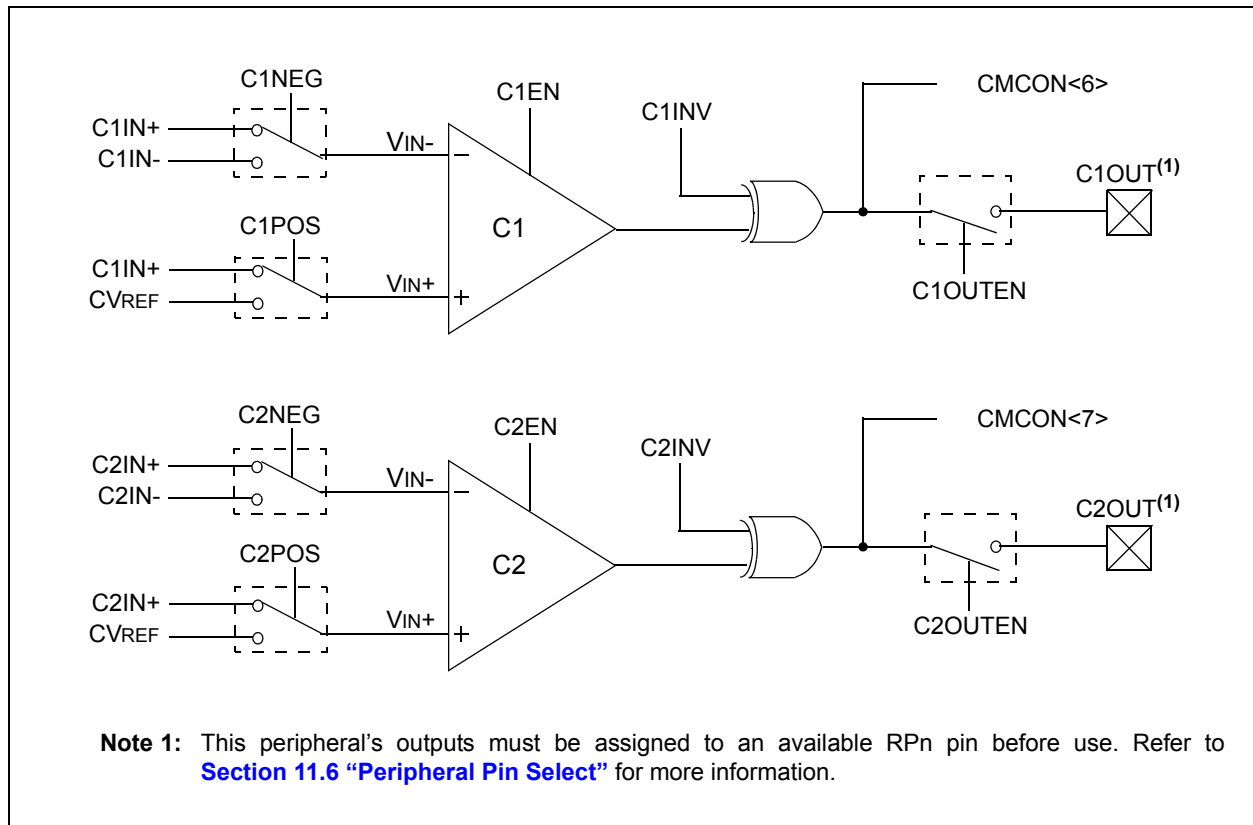 C1NEG
C1EN
CMCON<6>
C1INV
C1IN+
C1IN-
VIN-
–
C1OUT(1)
C1
C1POS
C1IN+
CVREF
VIN+
+
C1OUTEN
C2NEG
C2EN
CMCON<7>
C2INV
C2IN+
C2IN-
VIN-
–
C2OUT(1)
C2
C2POS
C2IN+
CVREF
VIN+
+
C2OUTEN
Note 1: This peripheral’s outputs must be assigned to an available RPn pin before use. Refer to
Section 11.6 “Peripheral Pin Select” for more information.